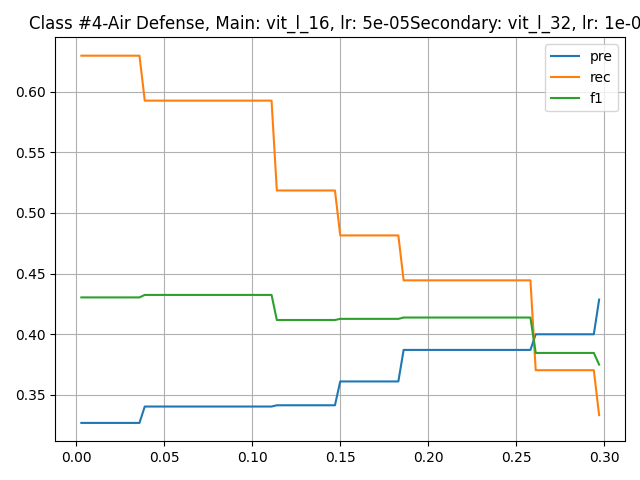 Class #4-Air Defense, Main: vit_l_16, lr: 5e-05Secondary: vit_l_32, lr: 1e-0
pre
rec
f1
0.60
0.55
0.50
0.45
0.40
0.35
0.00 0.05 0.10 0.15 0.20 0.25 0.30